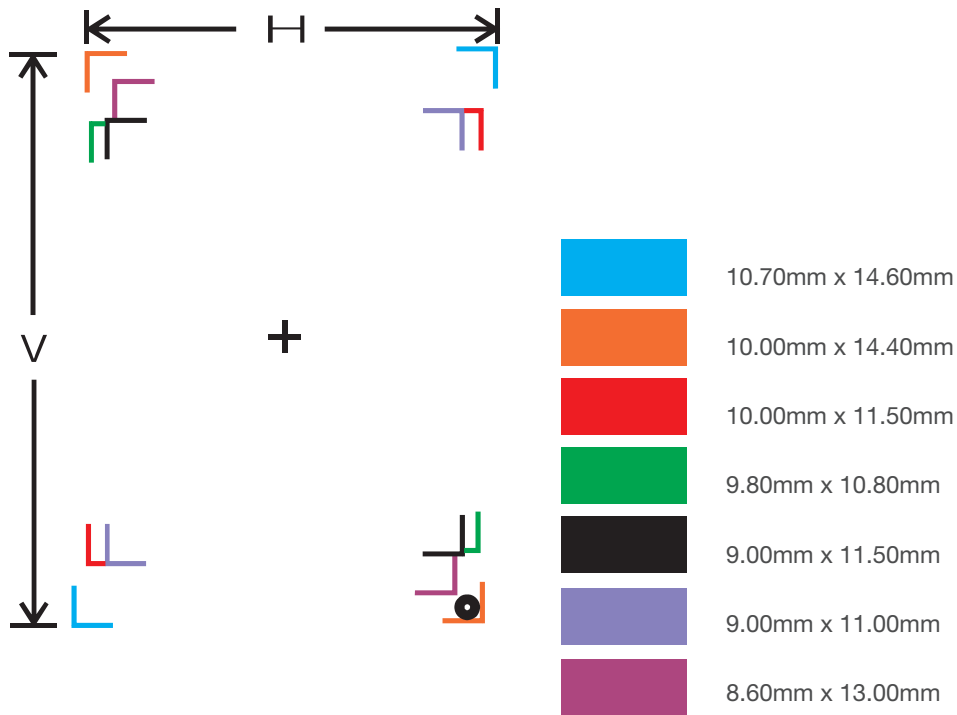 H
V
10.70mm x 14.60mm
10.00mm x 14.40mm
10.00mm x 11.50mm
9.80mm x 10.80mm
9.00mm x 11.50mm
9.00mm x 11.00mm
8.60mm x 13.00mm